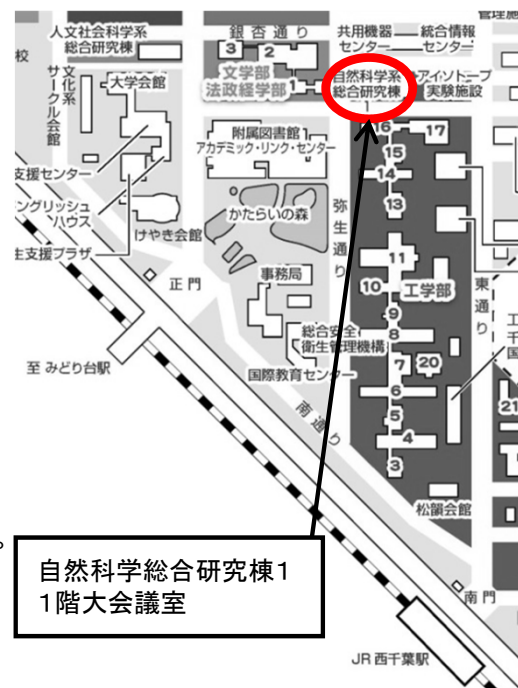 人文社会科学系
総合研究棟
銀杏通り
共用機器
センター
統合情報
センター
校
文化系
サークル会館
大学会館
3
2
1
文学部
法政経学部
自然科学系
総合研究棟
1
アイソトープ
実験施設
附属図書館
アカデミック・リンク・センター
16
17
15
14
13
支援センター
ングリッシュ
ハウス
生支援プラザ
けやき会館
かたらいの森
弥生通り
11
10
工学部
東通り
正門
事務局
9
8
総合安全
衛生管理機構
7
20
国際教育センター
6
至 みどり台駅
南通り
5
4
3
21
工
千
国
松韻会館
。
自然科学総合研究棟1
1階大会議室
南門
JR 西千葉駅